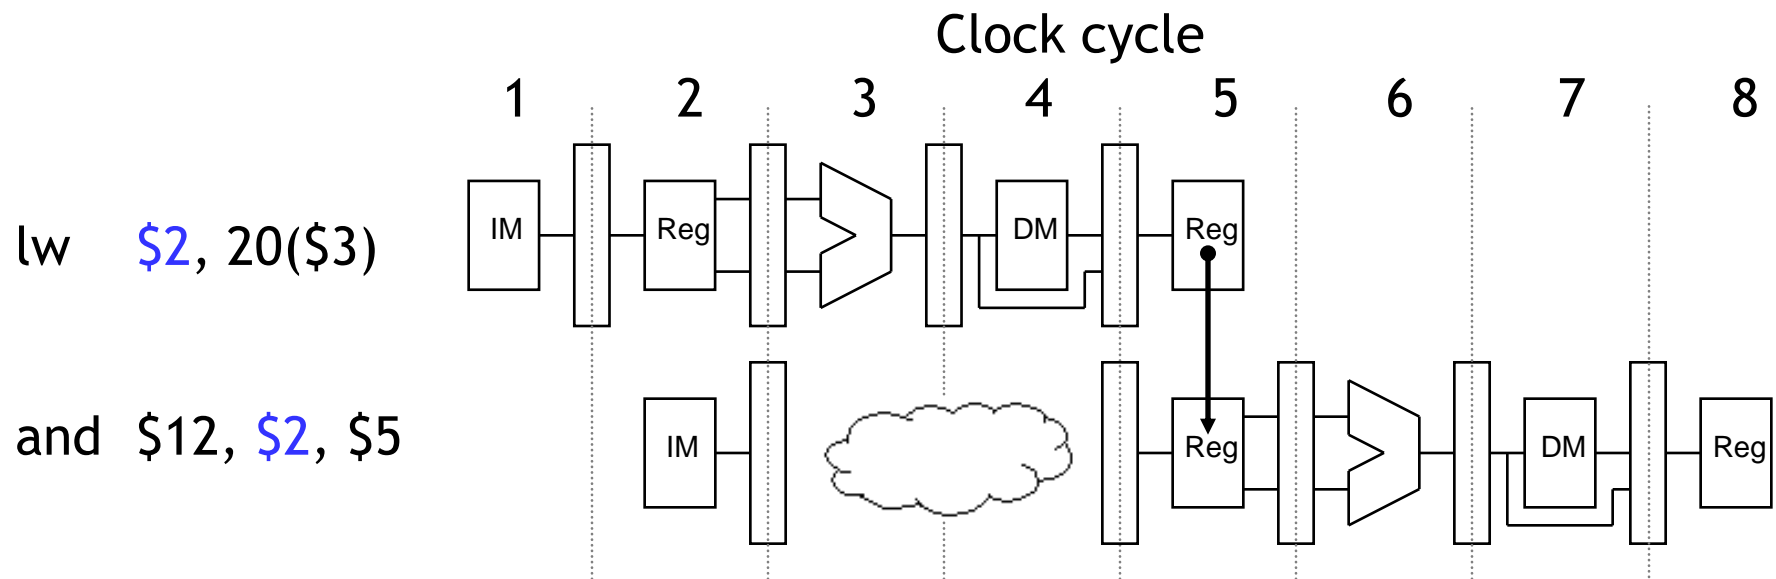 Clock cycle
1 2 3 4 5 6 7 8
IM Reg DM Reg
lw $2, 20($3)
IM Reg DM Reg
and $12, $2, $5